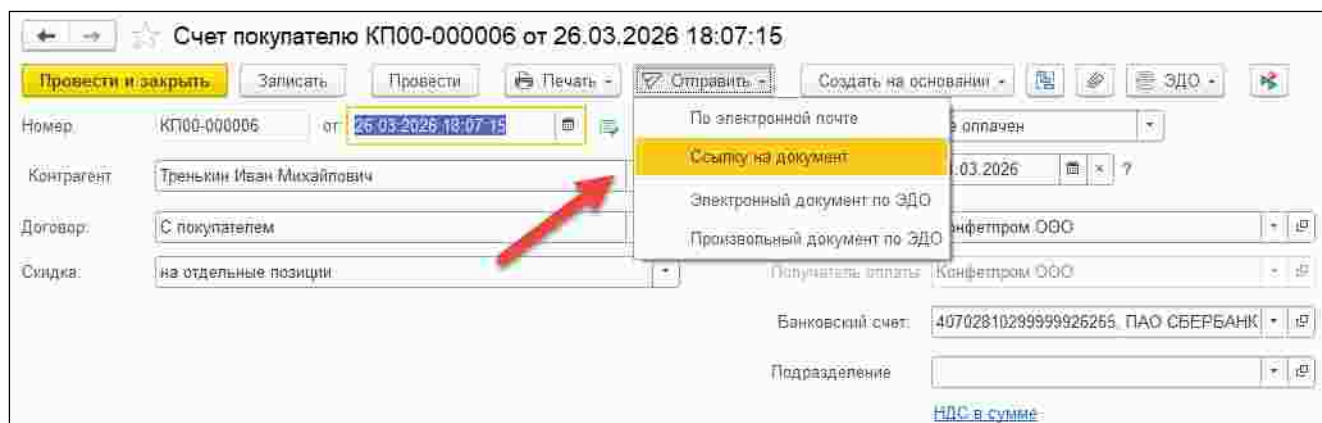 Счет покупателю КП00-000006 от 26.03.2026 18:07:15
Провести и закрыть Записать Провести Печать Отправить Создать на основании ЭДО
Номер: КП00-000006 от: 26.03.2026 18:07:15 По электронной почте е оплачен
Контрагент Тренькин Иван Михайлович Ссылку на документ .03.2026 ?
Электронный документ по ЭДО
Договор: С покупателем Произвольный документ по ЭДО нфетпром ООО
Скидка: на отдельные позиции Получатель оплаты Конфетпром ООО
Банковский счет: 40702810299999926265, ПАО СБЕРБАНК
Подразделение
НДС в сумме